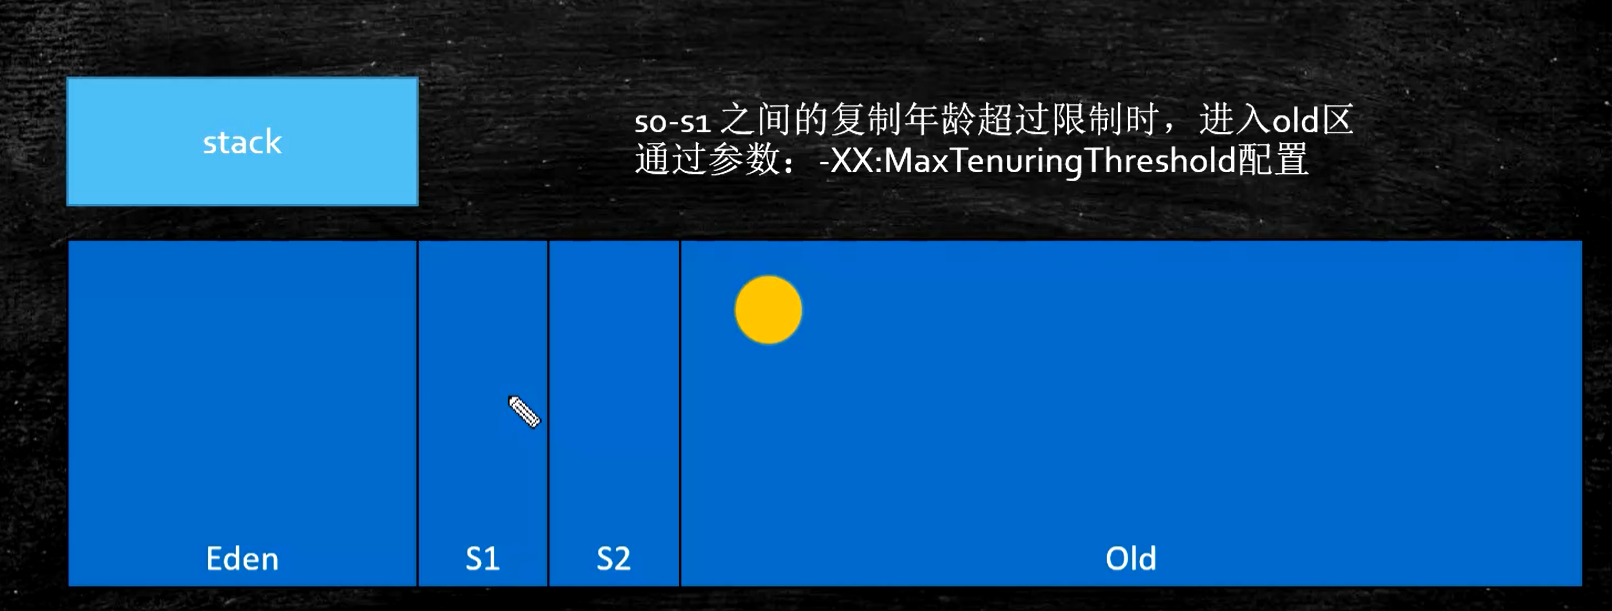 stack
s0-s1 之间的复制年龄超过限制时，进入old区
通过参数：-XX:MaxTenuringThreshold配置
Eden
S1
S2
Old